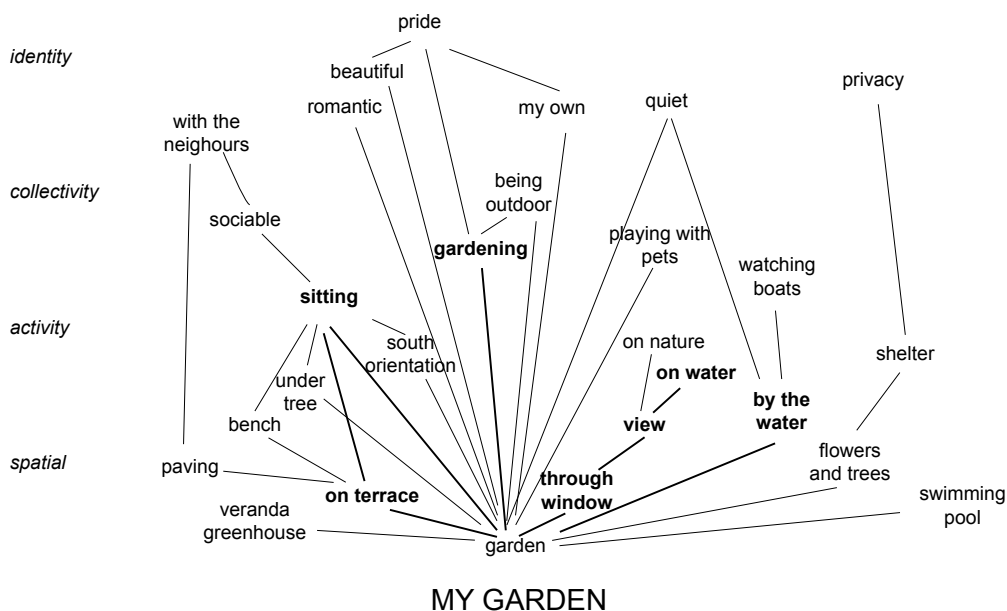 pride
identity
beautiful
privacy
romantic
my own
quiet
with the
neighours
being
outdoor
collectivity
sociable
playing with
pets
gardening
watching
boats
sitting
activity
south
orientation
on nature
shelter
on water
under
tree
by the
water
bench
view
flowers
and trees
spatial
paving
through
window
on terrace
swimming
pool
veranda
greenhouse
garden
MY GARDEN